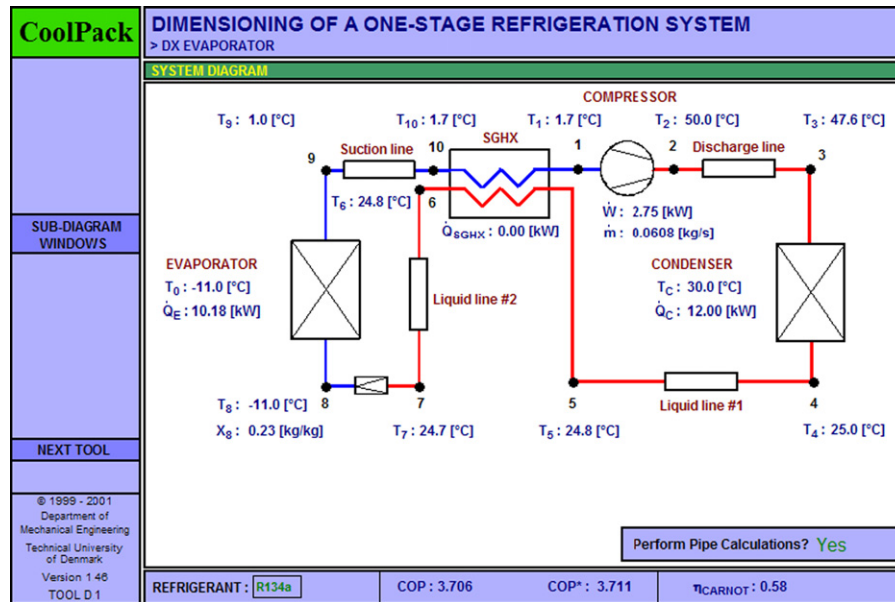 CoolPack
DIMENSIONING OF A ONE-STAGE REFRIGERATION SYSTEM
> DX EVAPORATOR
SYSTEM DIAGRAM
COMPRESSOR
T9 : 1.0 [°C]
T10 : 1.7 [°C]
T1 : 1.7 [°C]
T2 : 50.0 [°C]
T3 : 47.6 [°C]
SGHX
Suction line
Discharge line
9
10
1
2
3
T6 : 24.8 [°C]
6
Q̇SGHX : 0.00 [kW]
Ẇ : 2.75 [kW]
ṁ : 0.0608 [kg/s]
SUB-DIAGRAM
WINDOWS
EVAPORATOR
T0 : -11.0 [°C]
Q̇E : 10.18 [kW]
Liquid line #2
CONDENSER
TC : 30.0 [°C]
Q̇C : 12.00 [kW]
8
7
5
4
Liquid line #1
T8 : -11.0 [°C]
X8 : 0.23 [kg/kg]
T7 : 24.7 [°C]
T5 : 24.8 [°C]
T4 : 25.0 [°C]
NEXT TOOL
© 1999 - 2001
Department of
Mechanical Engineering
Technical University
of Denmark
Version 1.46
TOOL D.1
Perform Pipe Calculations? Yes
REFRIGERANT : R134a
COP : 3.706
COP* : 3.711
ηCARNOT : 0.58